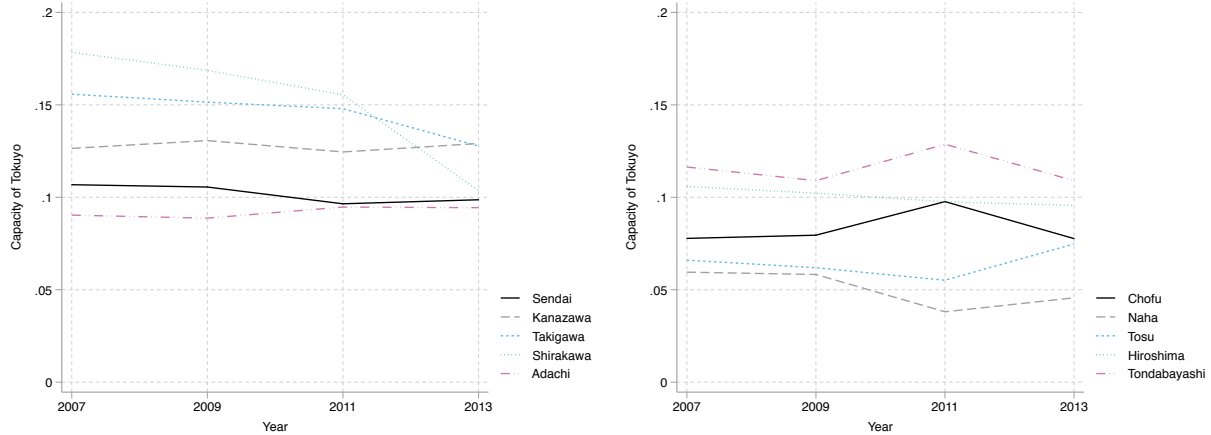 Capacity of Tokuyo
.2
.15
.1
.05
0
2007 2009 2011 2013
Year
Sendai
Kanazawa
Takigawa
Shirakawa
Adachi
Capacity of Tokuyo
.2
.15
.1
.05
0
2007 2009 2011 2013
Year
Chofu
Naha
Tosu
Hiroshima
Tondabayashi